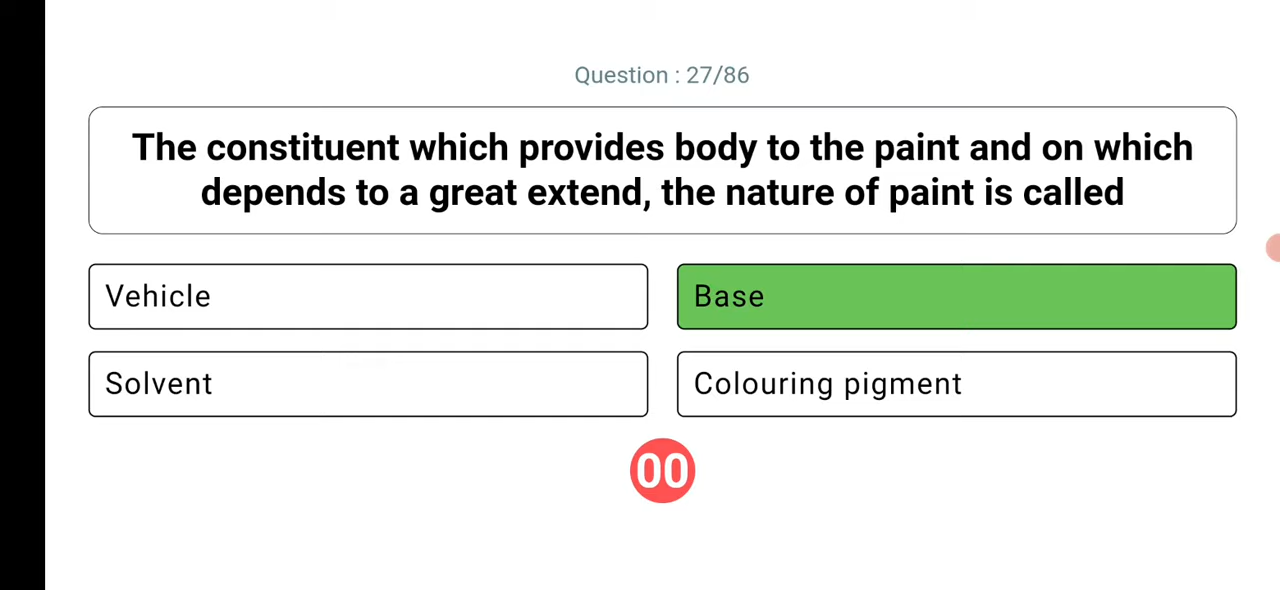 Question : 27/86
The constituent which provides body to the paint and on which
depends to a great extend, the nature of paint is called
Vehicle
Base
Solvent
Colouring pigment
00